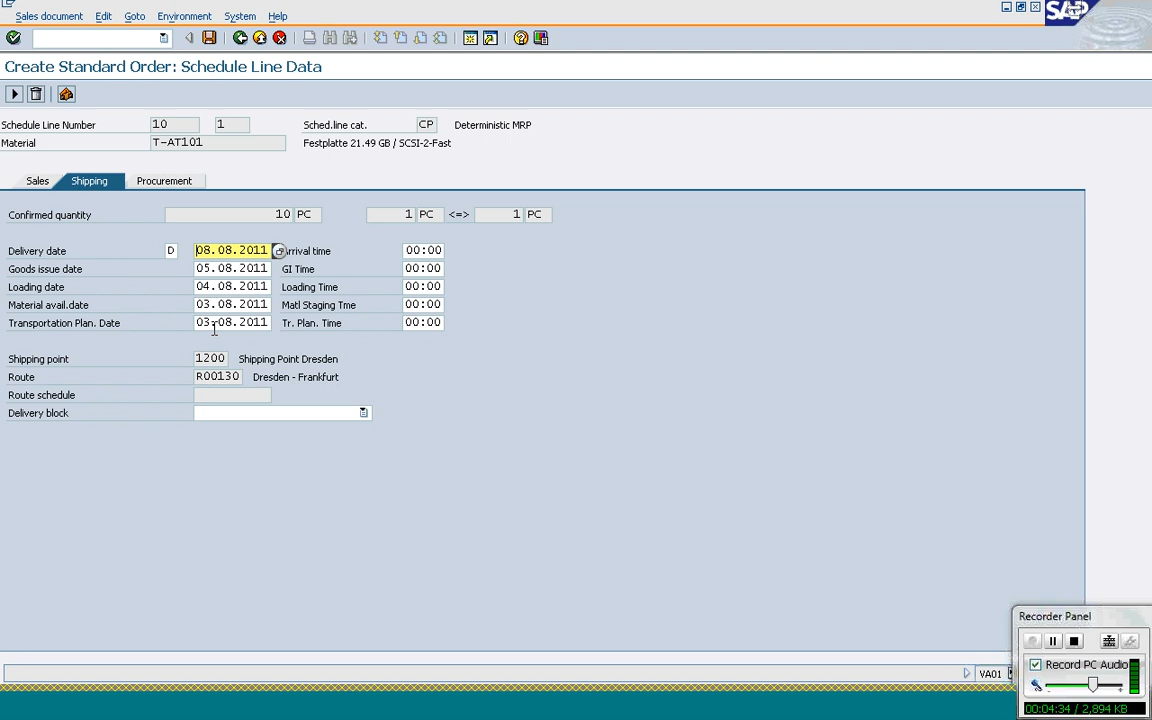 Sales document Edit Goto Environment System Help
SAP
Create Standard Order: Schedule Line Data
Schedule Line Number 10 1 Sched.line cat. CP Deterministic MRP
Material T-AT101 Festplatte 21.49 GB / SCSI-2-Fast
Sales Shipping Procurement
Confirmed quantity 10 PC 1 PC <=> 1 PC
Delivery date D 08.08.2011 Arrival time 00:00
Goods issue date 05.08.2011 GI Time 00:00
Loading date 04.08.2011 Loading Time 00:00
Material avail.date 03.08.2011 Matl Staging Tme 00:00
Transportation Plan. Date 03.08.2011 Tr. Plan. Time 00:00
Shipping point 1200 Shipping Point Dresden
Route R00130 Dresden - Frankfurt
Route schedule
Delivery block
Recorder Panel
Record PC Audio
VA01
00:04:34 / 2,894 KB